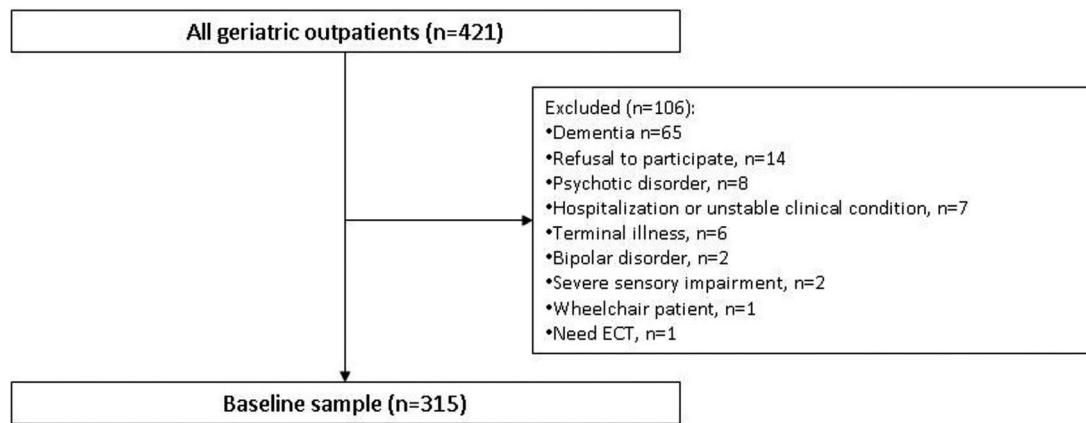 All geriatric outpatients (n=421)
Excluded (n=106):
•Dementia n=65
•Refusal to participate, n=14
•Psychotic disorder, n=8
•Hospitalization or unstable clinical condition, n=7
•Terminal illness, n=6
•Bipolar disorder, n=2
•Severe sensory impairment, n=2
•Wheelchair patient, n=1
•Need ECT, n=1
Baseline sample (n=315)